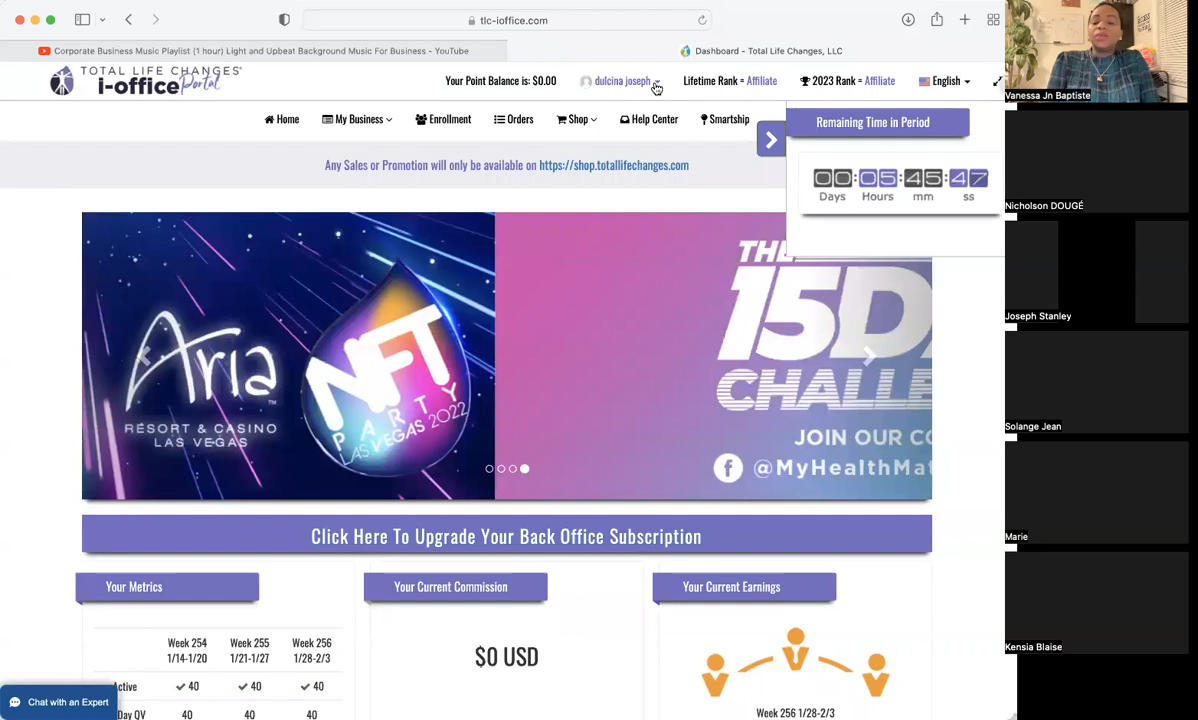 tlc-ioffice.com
Corporate Business Music Playlist (1 hour) Light and Upbeat Background Music For Business - YouTube
Dashboard - Total Life Changes, LLC
TOTAL LIFE CHANGES®
i-office Portal
Your Point Balance is: $0.00
dulcina joseph
Lifetime Rank = Affiliate
2023 Rank = Affiliate
English
Home
My Business
Enrollment
Orders
Shop
Help Center
Smartship
Remaining Time in Period
00:05:45:47
Days Hours mm ss
Any Sales or Promotion will only be available on https://shop.totallifechanges.com
Aria
RESORT & CASINO
LAS VEGAS
NFT
PARTY
LAS VEGAS 2022
THE
15DA
CHALLE
JOIN OUR CO
f @MyHealthMa
Click Here To Upgrade Your Back Office Subscription
Your Metrics
Week 254 Week 255 Week 256
1/14-1/20 1/21-1/27 1/28-2/3
Active 40 40 40
Day QV 40 40 40
Your Current Commission
$0 USD
Your Current Earnings
Week 256 1/28-2/3
Chat with an Expert
Vanessa Jn Baptiste
Nicholson DOUGÉ
Joseph Stanley
Solange Jean
Marie
Kensia Blaise